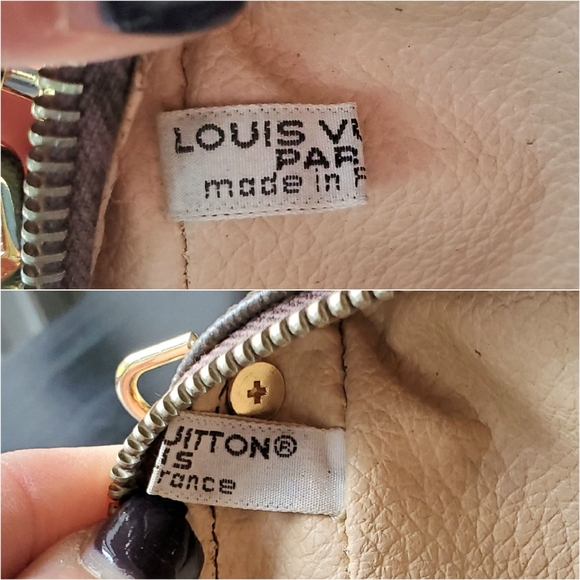 LOUIS VU
PAR
made in F
UITTON®
IS
rance